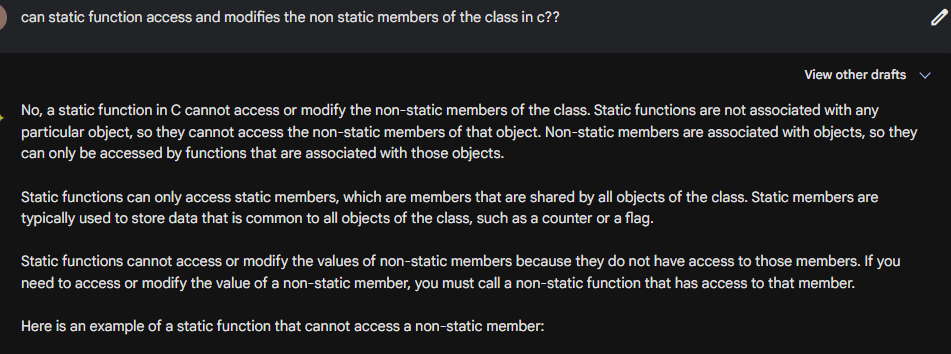 can static function access and modifies the non static members of the class in c??
View other drafts
No, a static function in C cannot access or modify the non-static members of the class. Static functions are not associated with any
particular object, so they cannot access the non-static members of that object. Non-static members are associated with objects, so they
can only be accessed by functions that are associated with those objects.
Static functions can only access static members, which are members that are shared by all objects of the class. Static members are
typically used to store data that is common to all objects of the class, such as a counter or a flag.
Static functions cannot access or modify the values of non-static members because they do not have access to those members. If you
need to access or modify the value of a non-static member, you must call a non-static function that has access to that member.
Here is an example of a static function that cannot access a non-static member: